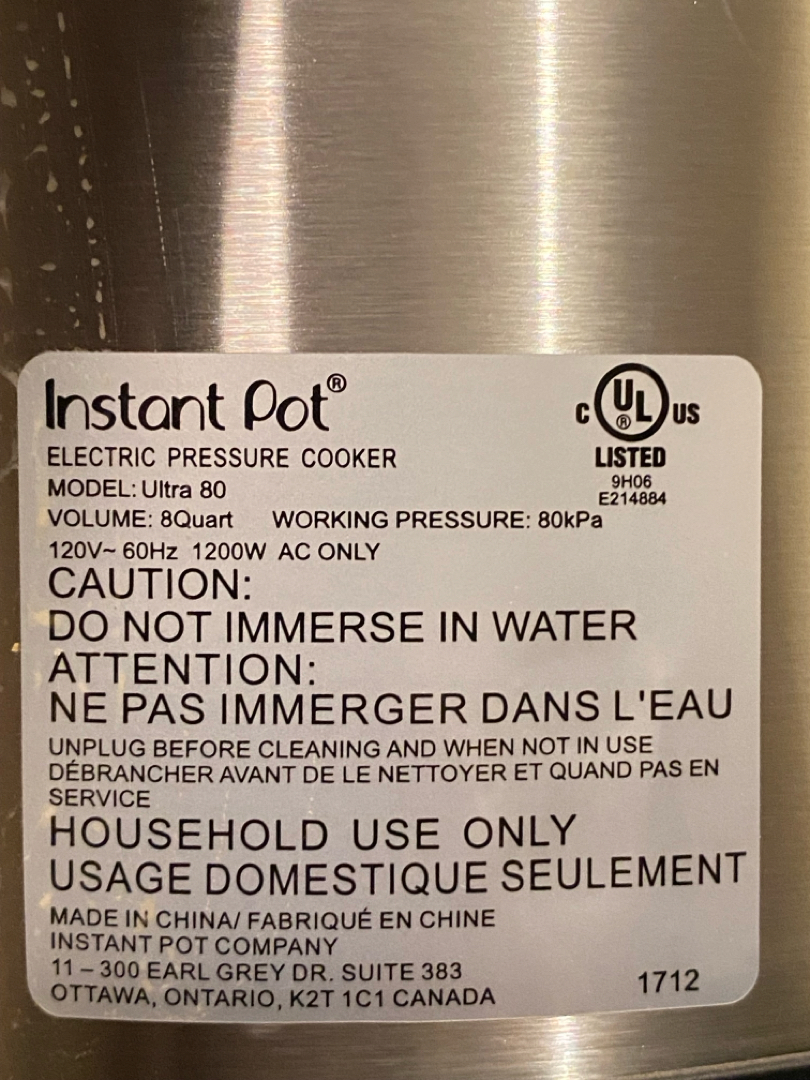 Instant Pot®
ELECTRIC PRESSURE COOKER
MODEL: Ultra 80
VOLUME: 8Quart WORKING PRESSURE: 80kPa
120V~ 60Hz 1200W AC ONLY
C UL® US
LISTED
9H06
E214884
CAUTION:
DO NOT IMMERSE IN WATER
ATTENTION:
NE PAS IMMERGER DANS L'EAU
UNPLUG BEFORE CLEANING AND WHEN NOT IN USE
DÉBRANCHER AVANT DE LE NETTOYER ET QUAND PAS EN
SERVICE
HOUSEHOLD USE ONLY
USAGE DOMESTIQUE SEULEMENT
MADE IN CHINA/ FABRIQUÉ EN CHINE
INSTANT POT COMPANY
11 – 300 EARL GREY DR. SUITE 383
OTTAWA, ONTARIO, K2T 1C1 CANADA
1712